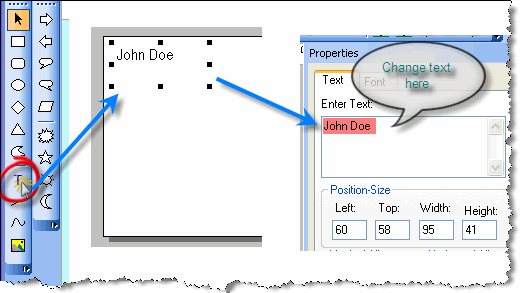 John Doe
Properties
Change text
here
Text Font
Enter Text:
John Doe
Position-Size
Left: Top: Width: Height:
60 58 95 41